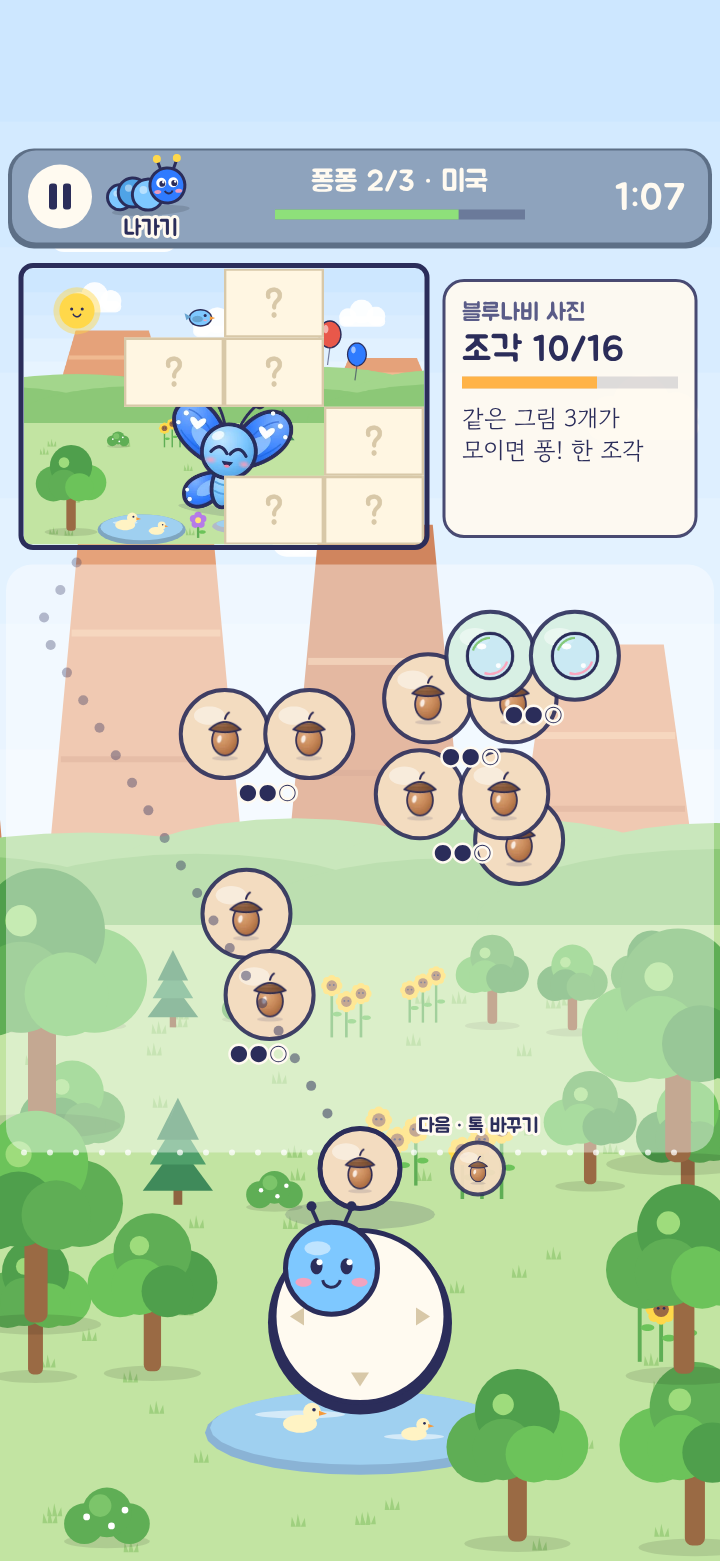 퐁퐁 2/3 · 미국
1:07
나가기
? 
? ?
?
? ?
블루나비 사진
조각 10/16
같은 그림 3개가
모이면 퐁! 한 조각
다음 · 톡 바꾸기